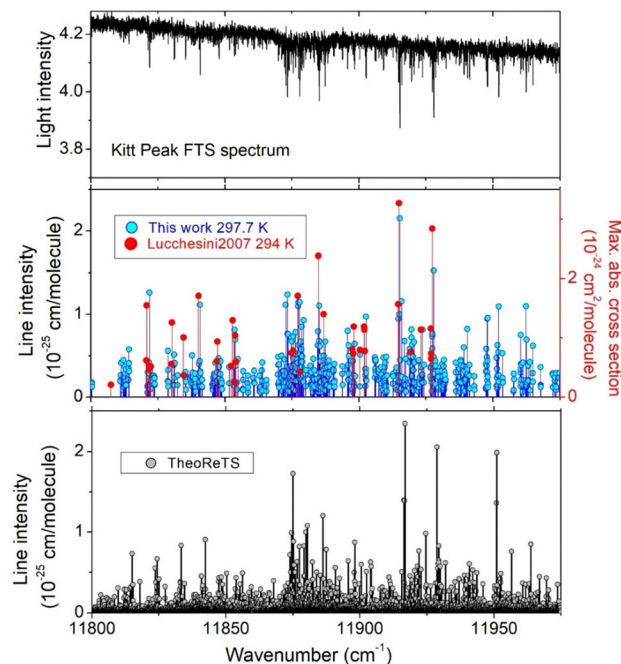 4.2
4.0
3.8
Light intensity
Kitt Peak FTS spectrum
2
1
0
Line intensity
(10⁻²⁵ cm/molecule)
This work 297.7 K
Lucchesini2007 294 K
2
0
Max. abs. cross section
(10⁻²⁴ cm²/molecule)
2
1
0
Line intensity
(10⁻²⁵ cm/molecule)
TheoReTS
11800
11850
11900
11950
Wavenumber (cm⁻¹)